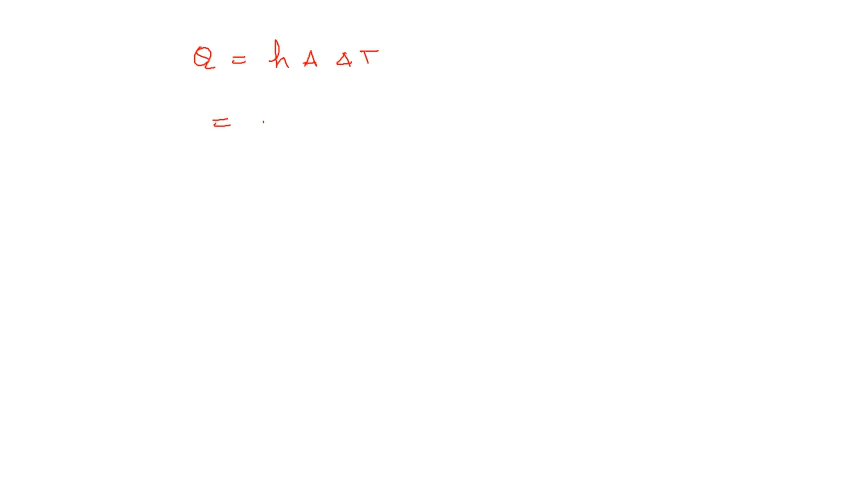 Q = h A ΔT
=